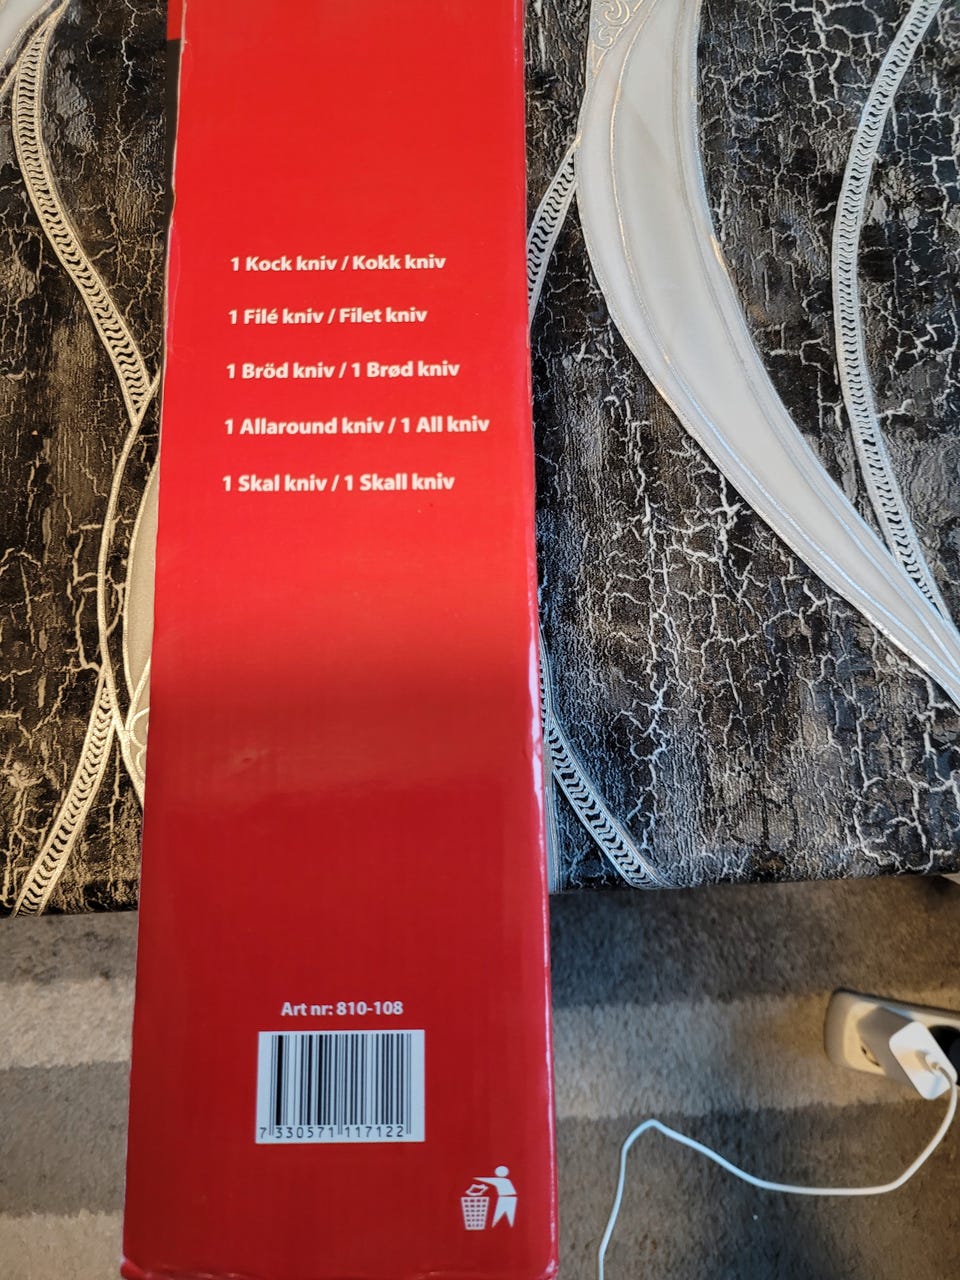 1 Kock kniv / Kokk kniv
1 Filé kniv / Filet kniv
1 Bröd kniv / 1 Brød kniv
1 Allaround kniv / 1 All kniv
1 Skal kniv / 1 Skall kniv
Art nr: 810-108
7 330571 117122